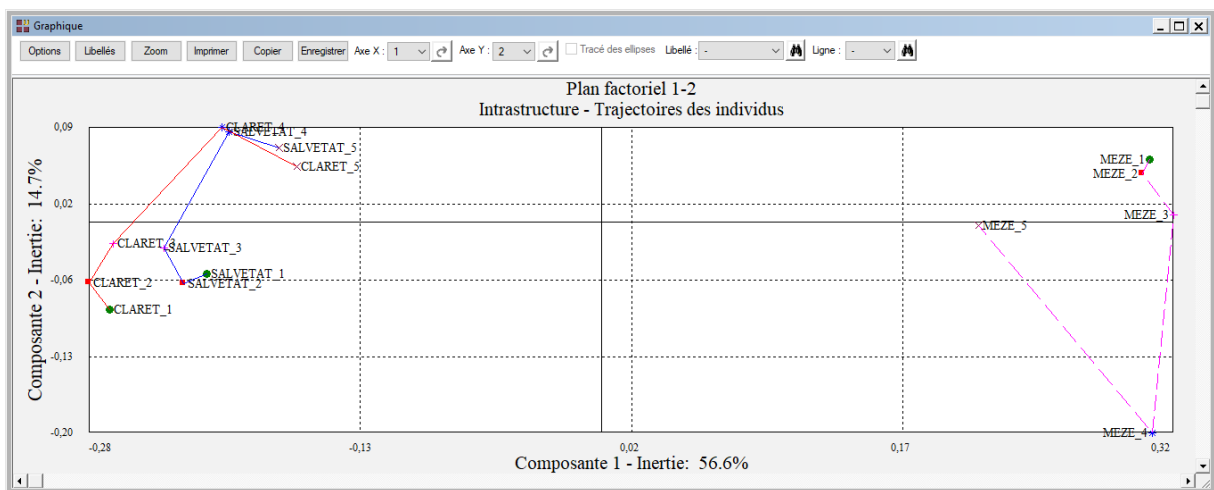 Graphique
Options Libellés Zoom Imprimer Copier Enregistrer Axe X : 1 Axe Y : 2 Tracé des ellipses Libellé : - Ligne : -
Plan factoriel 1-2
Intrastructure - Trajectoires des individus
0,09
CLARET_4
SALVETAT_4
SALVETAT_5
CLARET_5
MEZE_1
MEZE_2
0,02
MEZE_3
MEZE_5
CLARET_3
SALVETAT_3
-0,06
SALVETAT_1
CLARET_2
SALVETAT_2
CLARET_1
-0,13
-0,20
MEZE_4
-0,28 -0,13 0,02 0,17 0,32
Composante 1 - Inertie: 56.6%
Composante 2 - Inertie: 14.7%